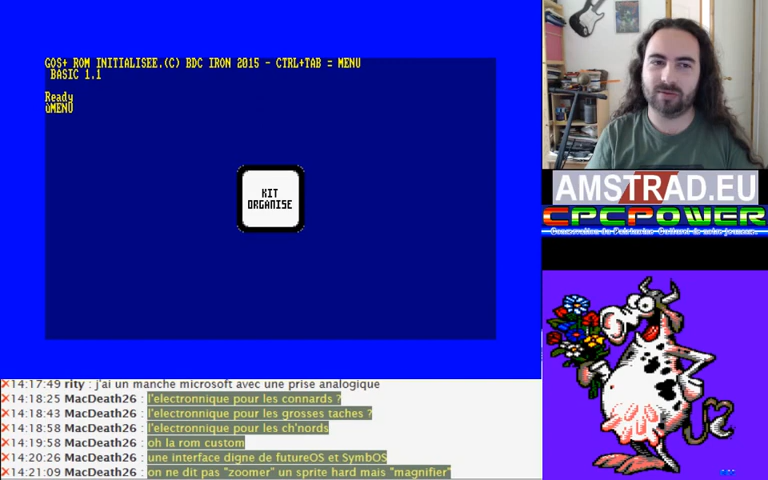 GOS+ ROM INITIALISEE.(C) BDC IRON 2015 - CTRL+TAB = MENU
BASIC 1.1
Ready
ùMENU
KIT
ORGANISE
AMSTRAD.EU
CPCPOWER
14:17:49 rity : j'ai un manche microsoft avec une prise analogique
14:18:25 MacDeath26 : l'electronnique pour les connards ?
14:18:43 MacDeath26 : l'electronnique pour les grosses taches ?
14:18:58 MacDeath26 : l'electronnique pour les ch'nords
14:19:58 MacDeath26 : oh la rom custom
14:20:26 MacDeath26 : une interface digne de futureOS et SymbOS
14:21:09 MacDeath26 : on ne dit pas "zoomer" un sprite hard mais "magnifier"